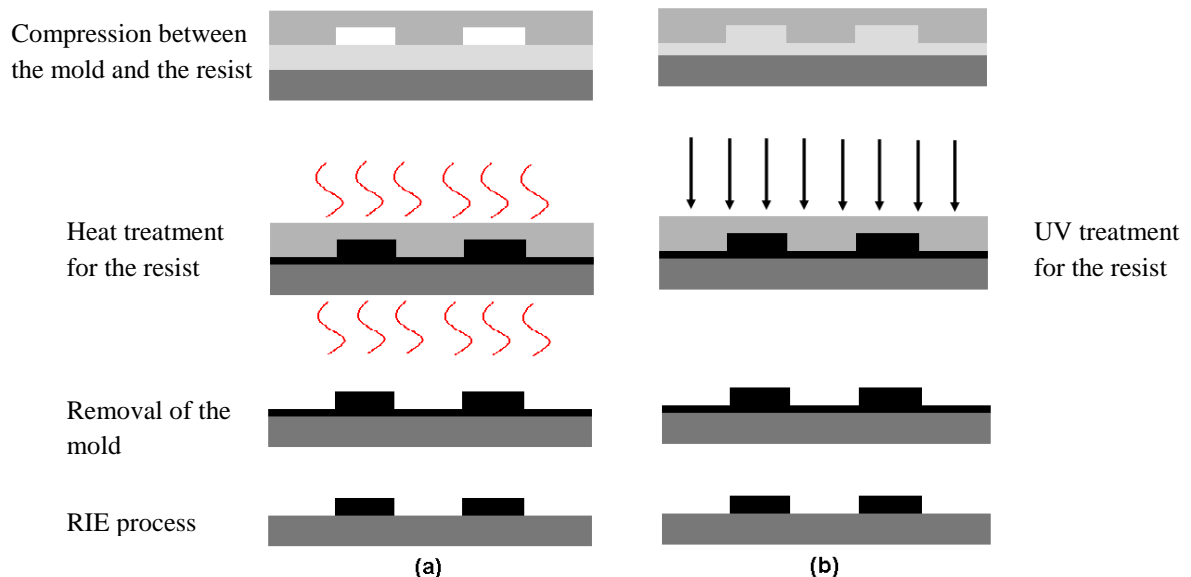 Compression between
the mold and the resist
Heat treatment
for the resist
UV treatment
for the resist
Removal of the
mold
RIE process
(a)
(b)